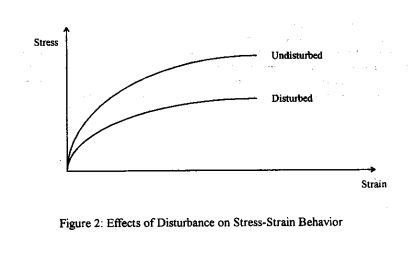 Stress
Undisturbed
Disturbed
Strain
Figure 2: Effects of Disturbance on Stress-Strain Behavior